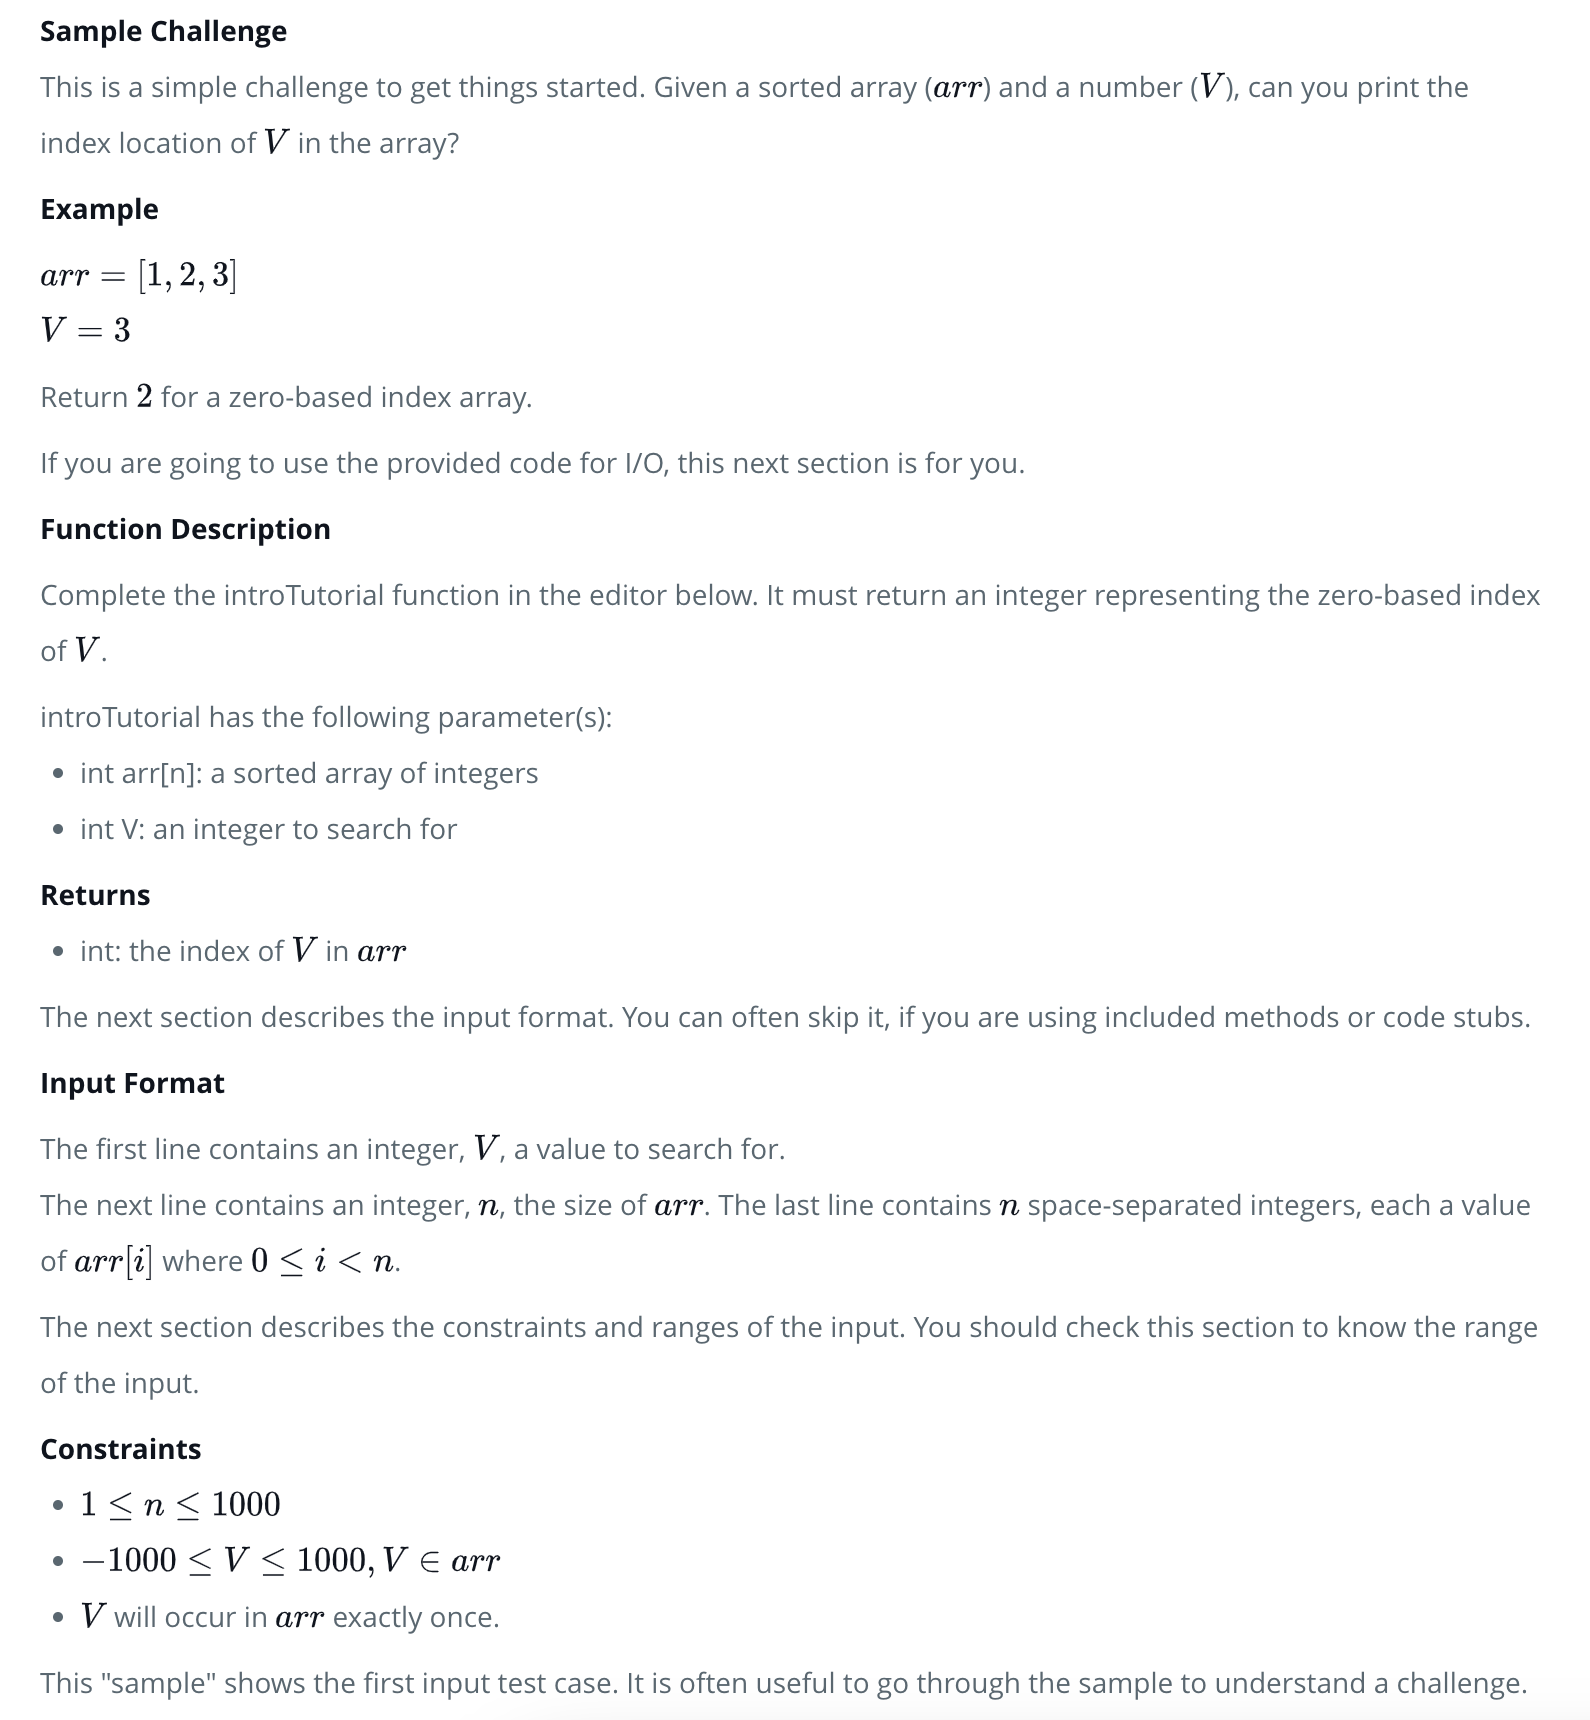 Sample Challenge
This is a simple challenge to get things started. Given a sorted array (arr) and a number (V), can you print the
index location of V in the array?
Example
arr = [1, 2, 3]
V = 3
Return 2 for a zero-based index array.
If you are going to use the provided code for I/O, this next section is for you.
Function Description
Complete the introTutorial function in the editor below. It must return an integer representing the zero-based index
of V.
introTutorial has the following parameter(s):
• int arr[n]: a sorted array of integers
• int V: an integer to search for
Returns
• int: the index of V in arr
The next section describes the input format. You can often skip it, if you are using included methods or code stubs.
Input Format
The first line contains an integer, V, a value to search for.
The next line contains an integer, n, the size of arr. The last line contains n space-separated integers, each a value
of arr[i] where 0 ≤ i < n.
The next section describes the constraints and ranges of the input. You should check this section to know the range
of the input.
Constraints
• 1 ≤ n ≤ 1000
• −1000 ≤ V ≤ 1000, V ∈ arr
• V will occur in arr exactly once.
This "sample" shows the first input test case. It is often useful to go through the sample to understand a challenge.